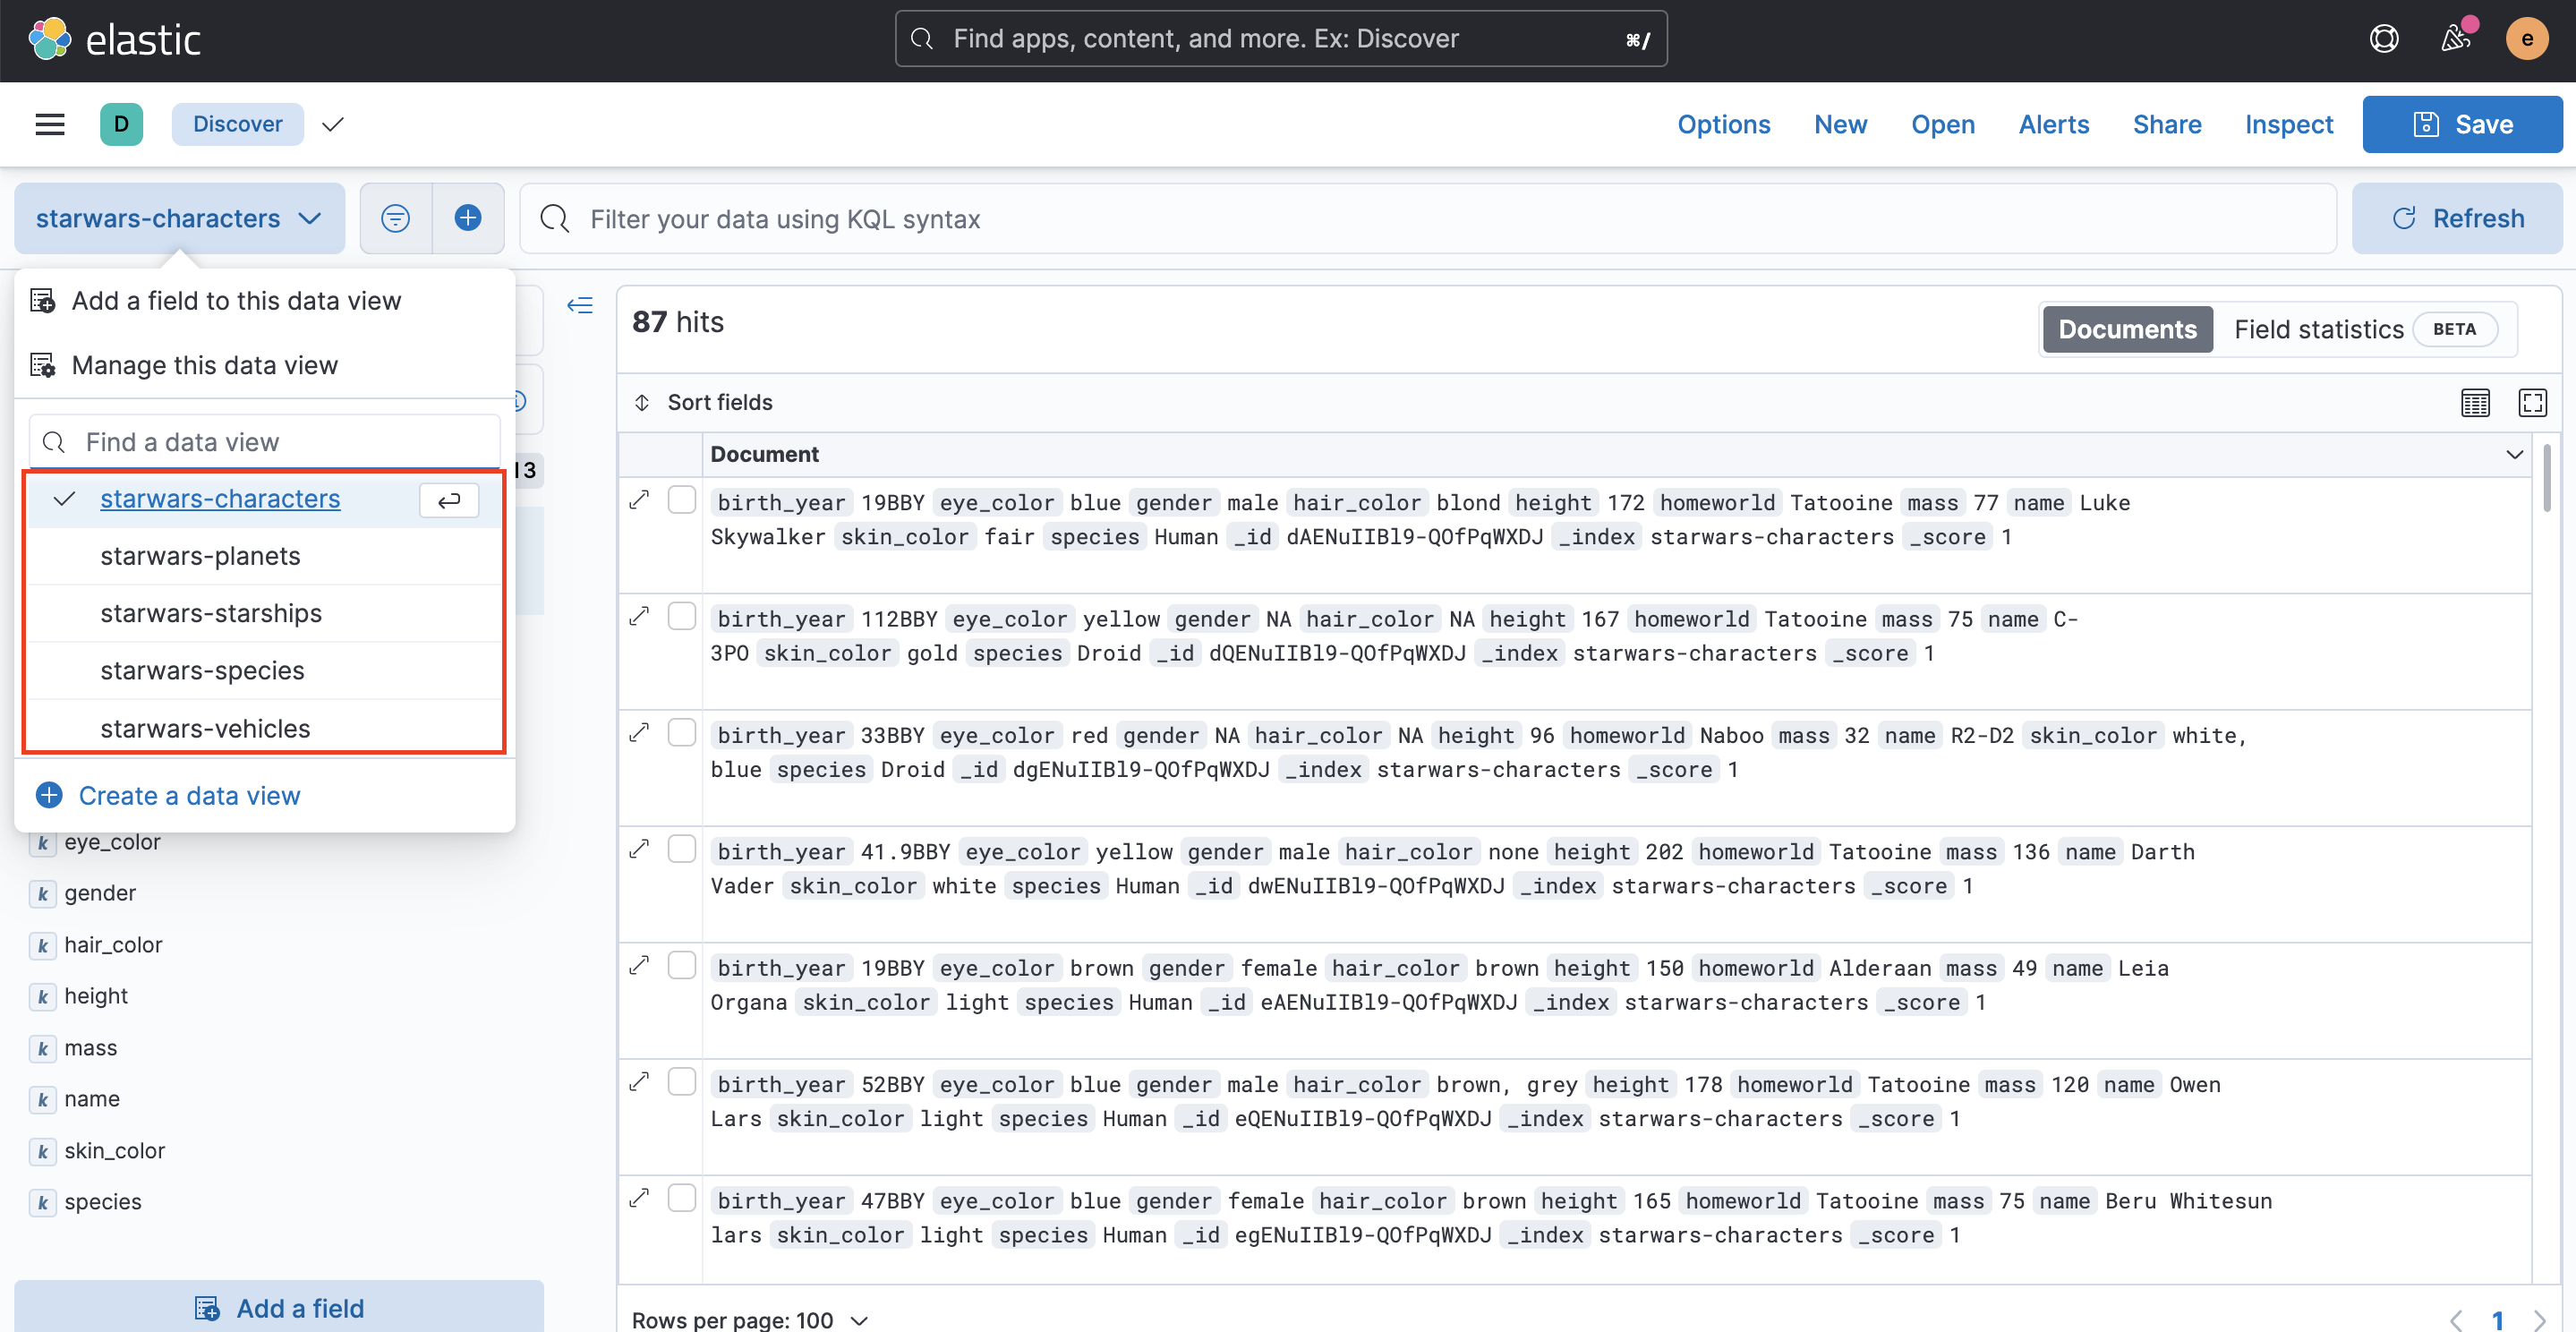 elastic
Find apps, content, and more. Ex: Discover
⌘/
e
D
Discover
Options
New
Open
Alerts
Share
Inspect
Save
starwars-characters
Filter your data using KQL syntax
Refresh
Add a field to this data view
Manage this data view
Find a data view
starwars-characters
starwars-planets
starwars-starships
starwars-species
starwars-vehicles
Create a data view
13
k eye_color
k gender
k hair_color
k height
k mass
k name
k skin_color
k species
Add a field
87 hits
Documents
Field statistics BETA
Sort fields
Document
birth_year 19BBY eye_color blue gender male hair_color blond height 172 homeworld Tatooine mass 77 name Luke
Skywalker skin_color fair species Human _id dAENuIIBl9-QOfPqWXDJ _index starwars-characters _score 1
birth_year 112BBY eye_color yellow gender NA hair_color NA height 167 homeworld Tatooine mass 75 name C-
3PO skin_color gold species Droid _id dQENuIIBl9-QOfPqWXDJ _index starwars-characters _score 1
birth_year 33BBY eye_color red gender NA hair_color NA height 96 homeworld Naboo mass 32 name R2-D2 skin_color white,
blue species Droid _id dgENuIIBl9-QOfPqWXDJ _index starwars-characters _score 1
birth_year 41.9BBY eye_color yellow gender male hair_color none height 202 homeworld Tatooine mass 136 name Darth
Vader skin_color white species Human _id dwENuIIBl9-QOfPqWXDJ _index starwars-characters _score 1
birth_year 19BBY eye_color brown gender female hair_color brown height 150 homeworld Alderaan mass 49 name Leia
Organa skin_color light species Human _id eAENuIIBl9-QOfPqWXDJ _index starwars-characters _score 1
birth_year 52BBY eye_color blue gender male hair_color brown, grey height 178 homeworld Tatooine mass 120 name Owen
Lars skin_color light species Human _id eQENuIIBl9-QOfPqWXDJ _index starwars-characters _score 1
birth_year 47BBY eye_color blue gender female hair_color brown height 165 homeworld Tatooine mass 75 name Beru Whitesun
lars skin_color light species Human _id egENuIIBl9-QOfPqWXDJ _index starwars-characters _score 1
Rows per page: 100
1